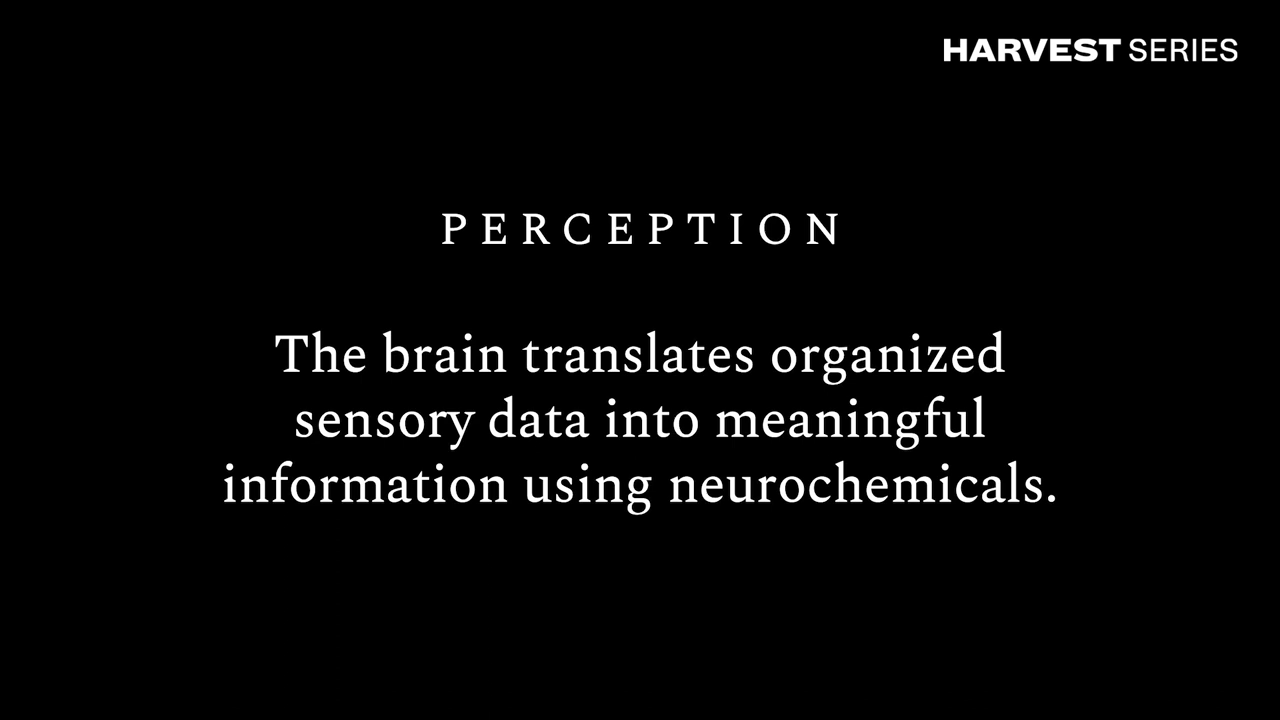 HARVEST SERIES
PERCEPTION
The brain translates organized
sensory data into meaningful
information using neurochemicals.